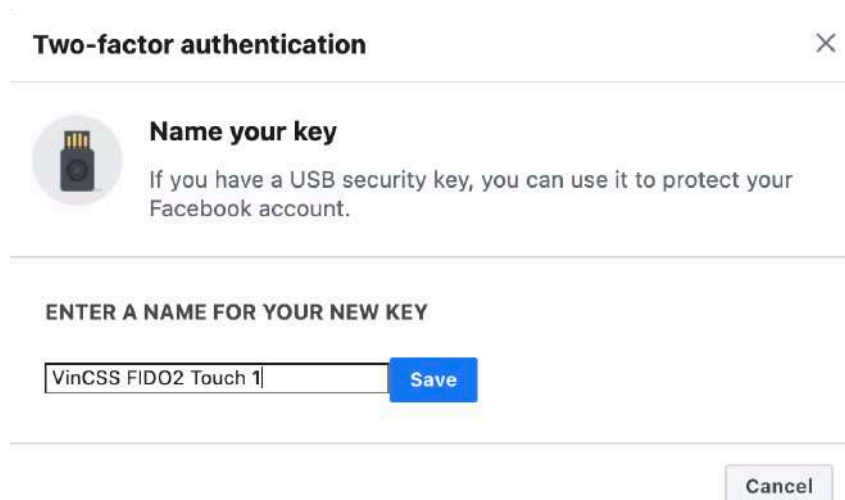 Two-factor authentication
Name your key
If you have a USB security key, you can use it to protect your
Facebook account.
ENTER A NAME FOR YOUR NEW KEY
VinCSS FIDO2 Touch 1
Save
Cancel